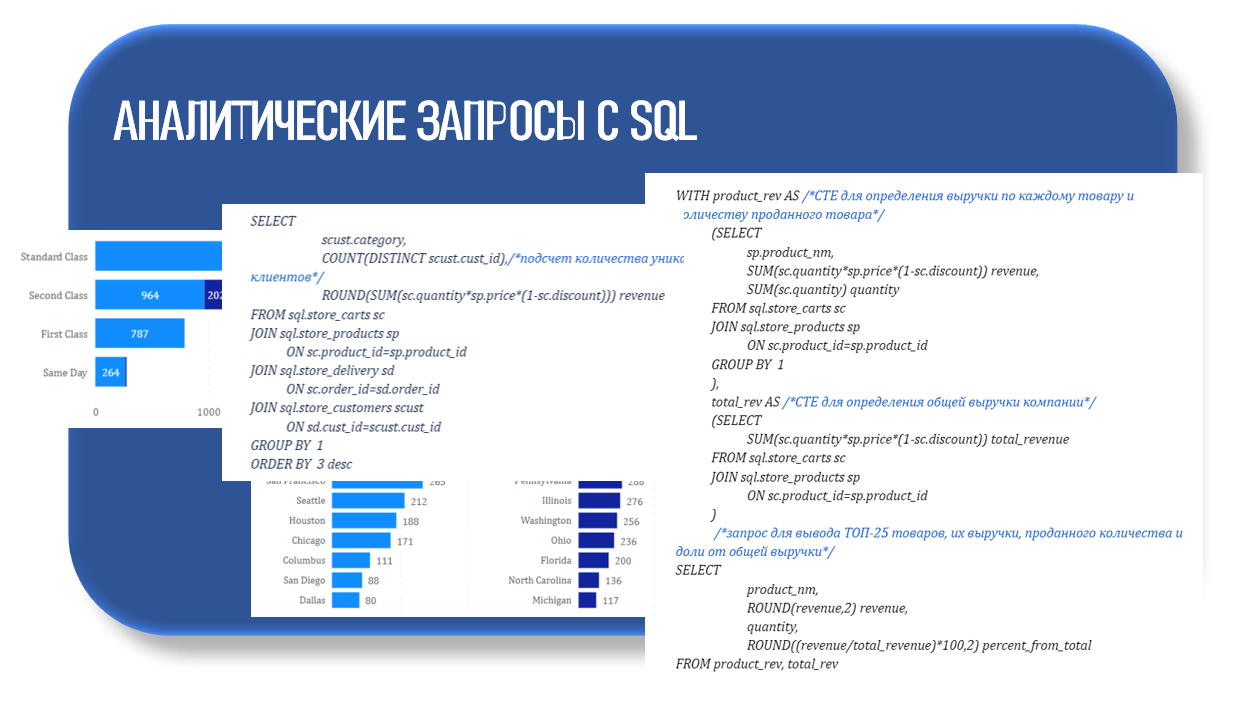 АНАЛИТИЧЕСКИЕ ЗАПРОСЫ С SQL
Standard Class
Second Class
964
202
First Class
787
Same Day
264
0
1000
SELECT
scust.category,
COUNT(DISTINCT scust.cust_id),/*подсчет количества
клиентов*/
ROUND(SUM(sc.quantity*sp.price*(1-sc.discount))) revenue
FROM sql.store_carts sc
JOIN sql.store_products sp
ON sc.product_id=sp.product_id
JOIN sql.store_delivery sd
ON sc.order_id=sd.order_id
JOIN sql.store_customers scust
ON sd.cust_id=scust.cust_id
GROUP BY 1
ORDER BY 3 desc
San Francisco 265
Seattle 212
Houston 188
Chicago 171
Columbus 111
San Diego 88
Dallas 80
Pennsylvania 288
Illinois 276
Washington 256
Ohio 236
Florida 200
North Carolina 136
Michigan 117
WITH product_rev AS /*CTE для определения выручки по каждому товару и
оличеству проданного товара*/
(SELECT
sp.product_nm,
SUM(sc.quantity*sp.price*(1-sc.discount)) revenue,
SUM(sc.quantity) quantity
FROM sql.store_carts sc
JOIN sql.store_products sp
ON sc.product_id=sp.product_id
GROUP BY 1
),
total_rev AS /*CTE для определения общей выручки компании*/
(SELECT
SUM(sc.quantity*sp.price*(1-sc.discount)) total_revenue
FROM sql.store_carts sc
JOIN sql.store_products sp
ON sc.product_id=sp.product_id
)
/*запрос для вывода ТОП-25 товаров, их выручки, проданного количества и
доли от общей выручки*/
SELECT
product_nm,
ROUND(revenue,2) revenue,
quantity,
ROUND((revenue/total_revenue)*100,2) percent_from_total
FROM product_rev, total_rev